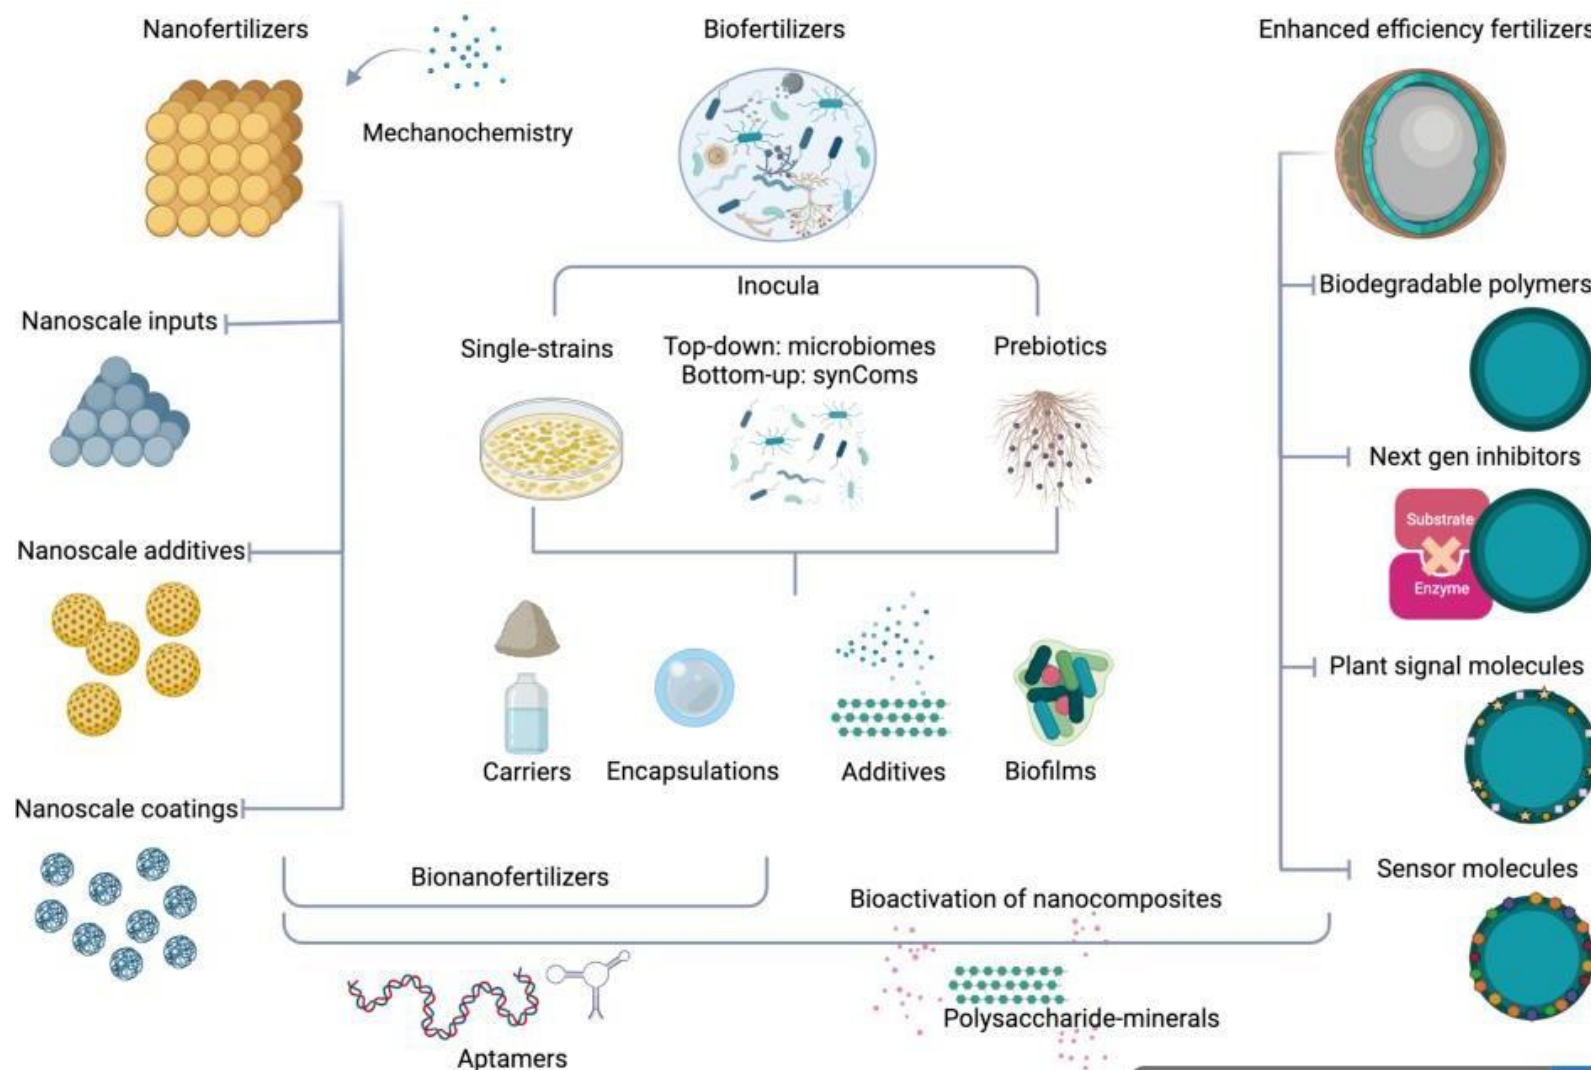 Nanofertilizers
Mechanochemistry
Biofertilizers
Enhanced efficiency fertilizers
Nanoscale inputs
Nanoscale additives
Nanoscale coatings
Inocula
Single-strains
Top-down: microbiomes
Bottom-up: synComs
Prebiotics
Carriers
Encapsulations
Additives
Biofilms
Biodegradable polymers
Next gen inhibitors
Substrate
Enzyme
Plant signal molecules
Sensor molecules
Bionanofertilizers
Bioactivation of nanocomposites
Aptamers
Polysaccharide-minerals